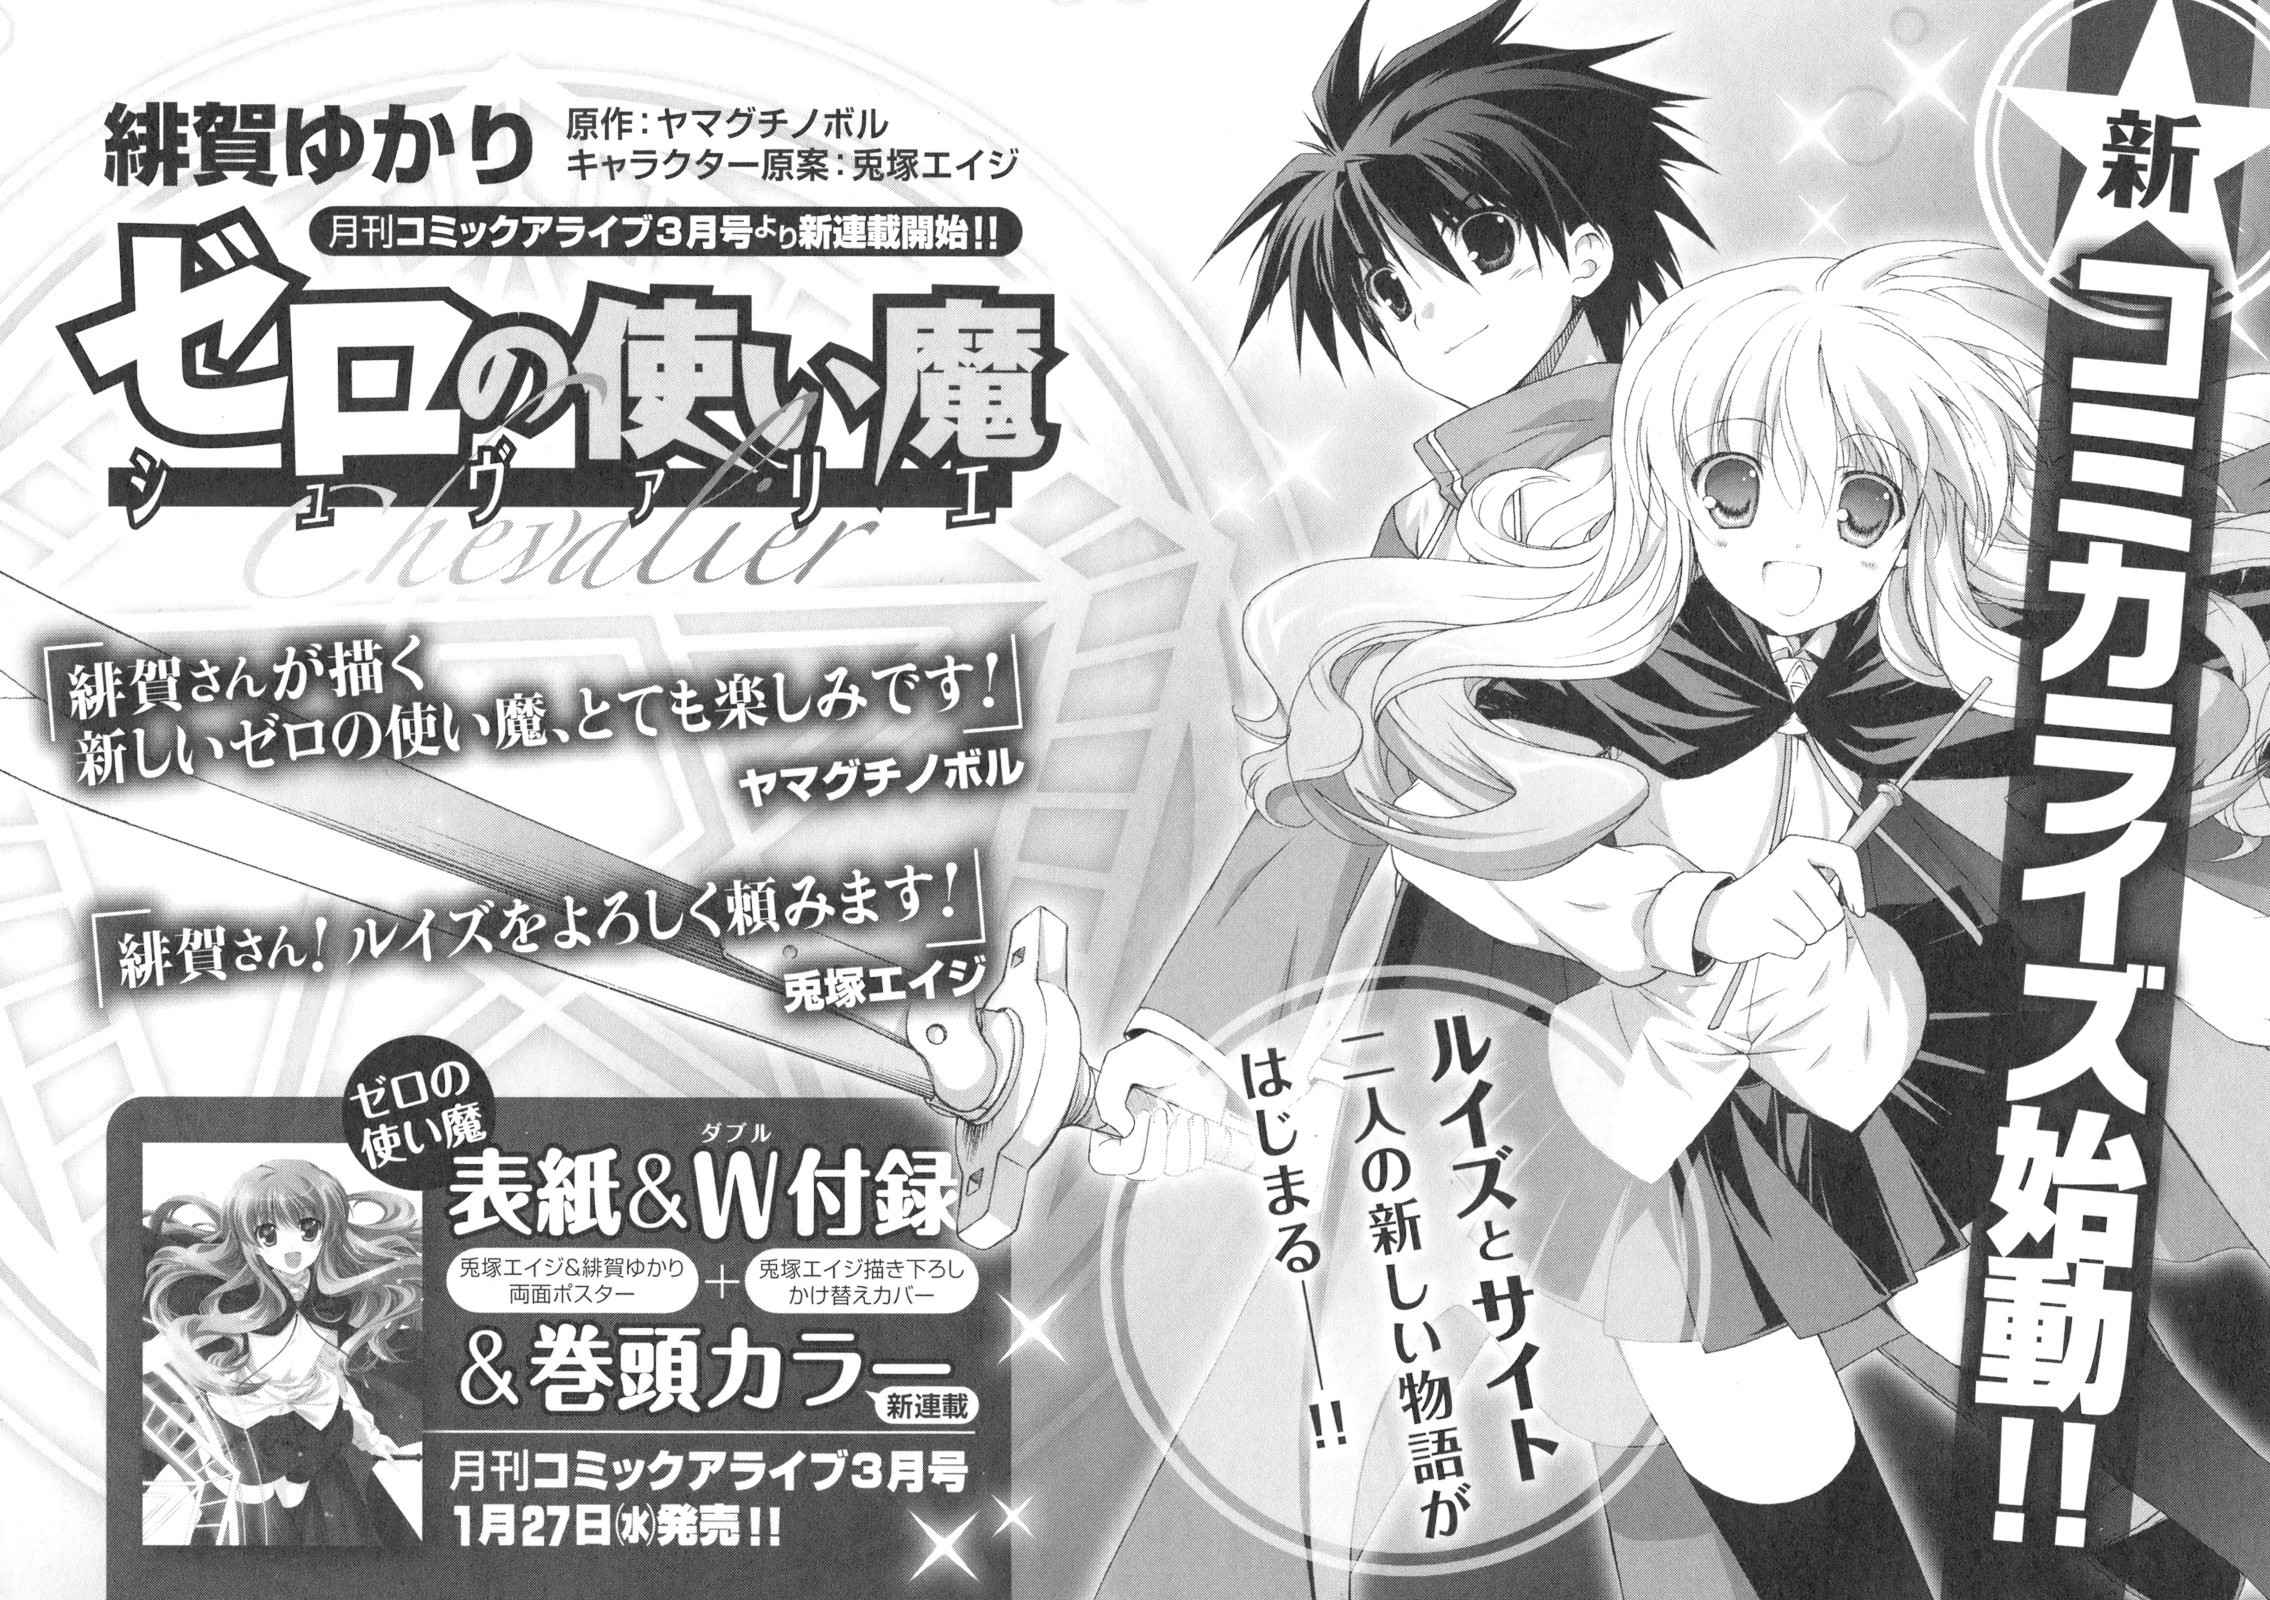 新
コミカライズ始動!!
緋賀ゆかり
原作：ヤマグチノボル
キャラクター原案：兎塚エイジ
月刊コミックアライブ3月号より新連載開始!!
ゼロの使い魔
シュヴァリエ
Chevalier
「緋賀さんが描く
新しいゼロの使い魔、とても楽しみです!」
ヤマグチノボル
「緋賀さん! ルイズをよろしく頼みます!」
兎塚エイジ
ルイズとサイト
二人の新しい物語が
はじまる――!!
ゼロの
使い魔
ダブル
表紙&W付録
兎塚エイジ&緋賀ゆかり
両面ポスター
+
兎塚エイジ描き下ろし
かけ替えカバー
&巻頭カラー
新連載
月刊コミックアライブ3月号
1月27日(水)発売!!